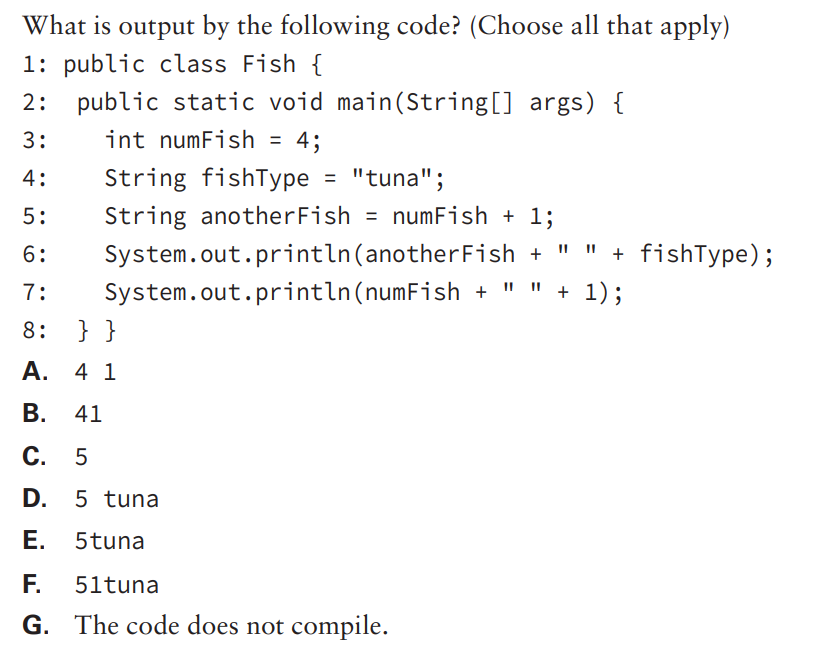 What is output by the following code? (Choose all that apply)
1: public class Fish {
2:  public static void main(String[] args) {
3:    int numFish = 4;
4:    String fishType = "tuna";
5:    String anotherFish = numFish + 1;
6:    System.out.println(anotherFish + " " + fishType);
7:    System.out.println(numFish + " " + 1);
8:  } }
A. 4 1
B. 41
C. 5
D. 5 tuna
E. 5tuna
F. 51tuna
G. The code does not compile.